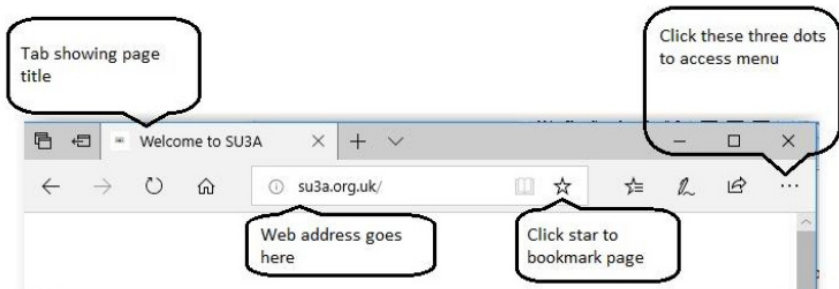 Tab showing page
title
Click these three dots
to access menu
Welcome to SU3A
su3a.org.uk/
Web address goes
here
Click star to
bookmark page